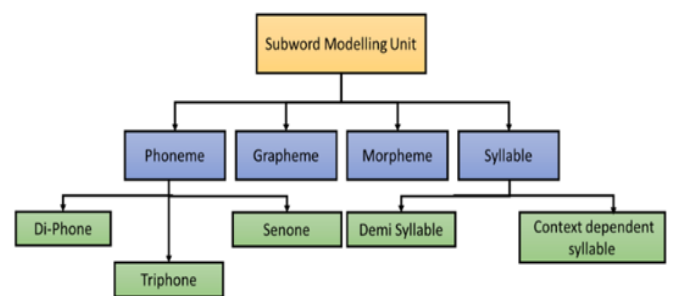 Subword Modelling Unit
Phoneme
Grapheme
Morpheme
Syllable
Di-Phone
Triphone
Senone
Demi Syllable
Context dependent
syllable